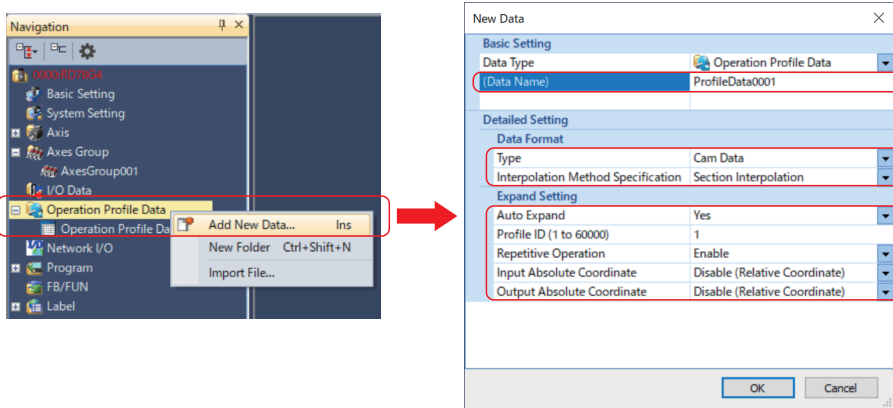 Navigation
0000:RD78G4
Basic Setting
System Setting
Axis
Axes Group
AxesGroup001
I/O Data
Operation Profile Data
Operation Profile Da
Network I/O
Program
FB/FUN
Label
Add New Data... Ins
New Folder Ctrl+Shift+N
Import File...
New Data
Basic Setting
Data Type Operation Profile Data
(Data Name) ProfileData0001
Detailed Setting
Data Format
Type Cam Data
Interpolation Method Specification Section Interpolation
Expand Setting
Auto Expand Yes
Profile ID (1 to 60000) 1
Repetitive Operation Enable
Input Absolute Coordinate Disable (Relative Coordinate)
Output Absolute Coordinate Disable (Relative Coordinate)
OK Cancel